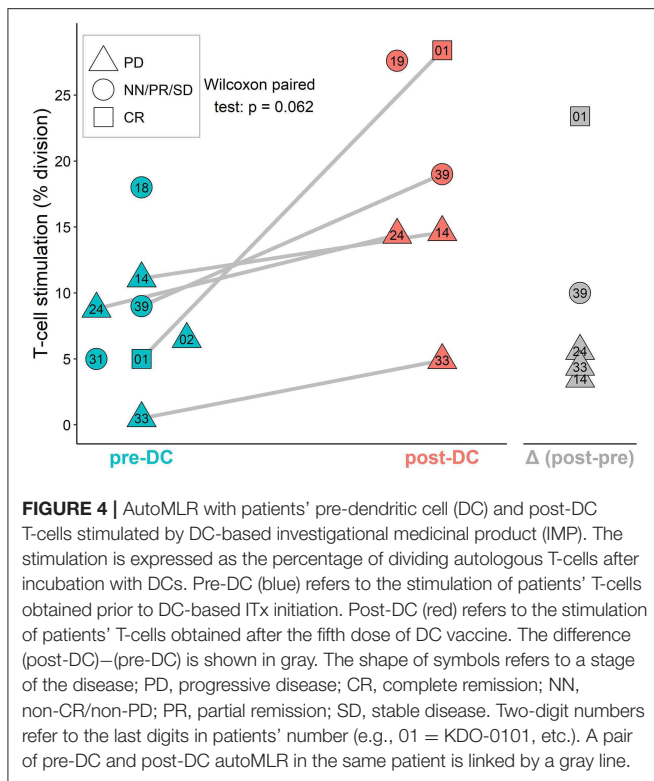 PD
NN/PR/SD
CR
Wilcoxon paired
test: p = 0.062
T-cell stimulation (% division)
25
20
15
10
5
0
18
14
24
39
02
31
01
33
19
01
39
24
14
33
01
39
24
33
14
pre-DC
post-DC
Δ (post-pre)
FIGURE 4 | AutoMLR with patients' pre-dendritic cell (DC) and post-DC
T-cells stimulated by DC-based investigational medicinal product (IMP). The
stimulation is expressed as the percentage of dividing autologous T-cells after
incubation with DCs. Pre-DC (blue) refers to the stimulation of patients' T-cells
obtained prior to DC-based ITx initiation. Post-DC (red) refers to the stimulation
of patients' T-cells obtained after the fifth dose of DC vaccine. The difference
(post-DC)–(pre-DC) is shown in gray. The shape of symbols refers to a stage
of the disease; PD, progressive disease; CR, complete remission; NN,
non-CR/non-PD; PR, partial remission; SD, stable disease. Two-digit numbers
refer to the last digits in patients' number (e.g., 01 = KDO-0101, etc.). A pair
of pre-DC and post-DC autoMLR in the same patient is linked by a gray line.